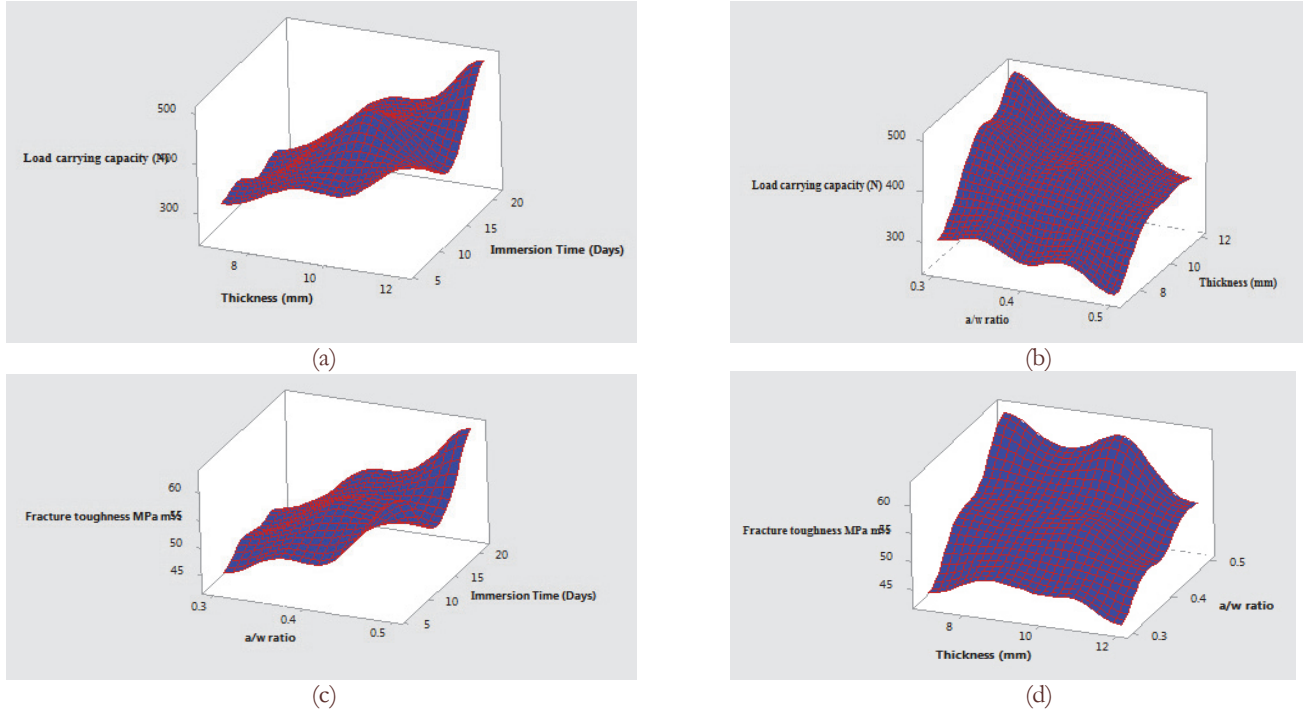 500
Load carrying capacity (N)
400
300
8
10
12
Thickness (mm)
5
10
15
20
Immersion Time (Days)
(a)
500
Load carrying capacity (N)
400
300
0.3
0.4
0.5
a/w ratio
8
10
12
Thickness (mm)
(b)
60
Fracture toughness MPa m
55
50
45
0.3
0.4
0.5
a/w ratio
5
10
15
20
Immersion Time (Days)
(c)
60
Fracture toughness MPa m
55
50
45
8
10
12
Thickness (mm)
0.3
0.4
0.5
a/w ratio
(d)